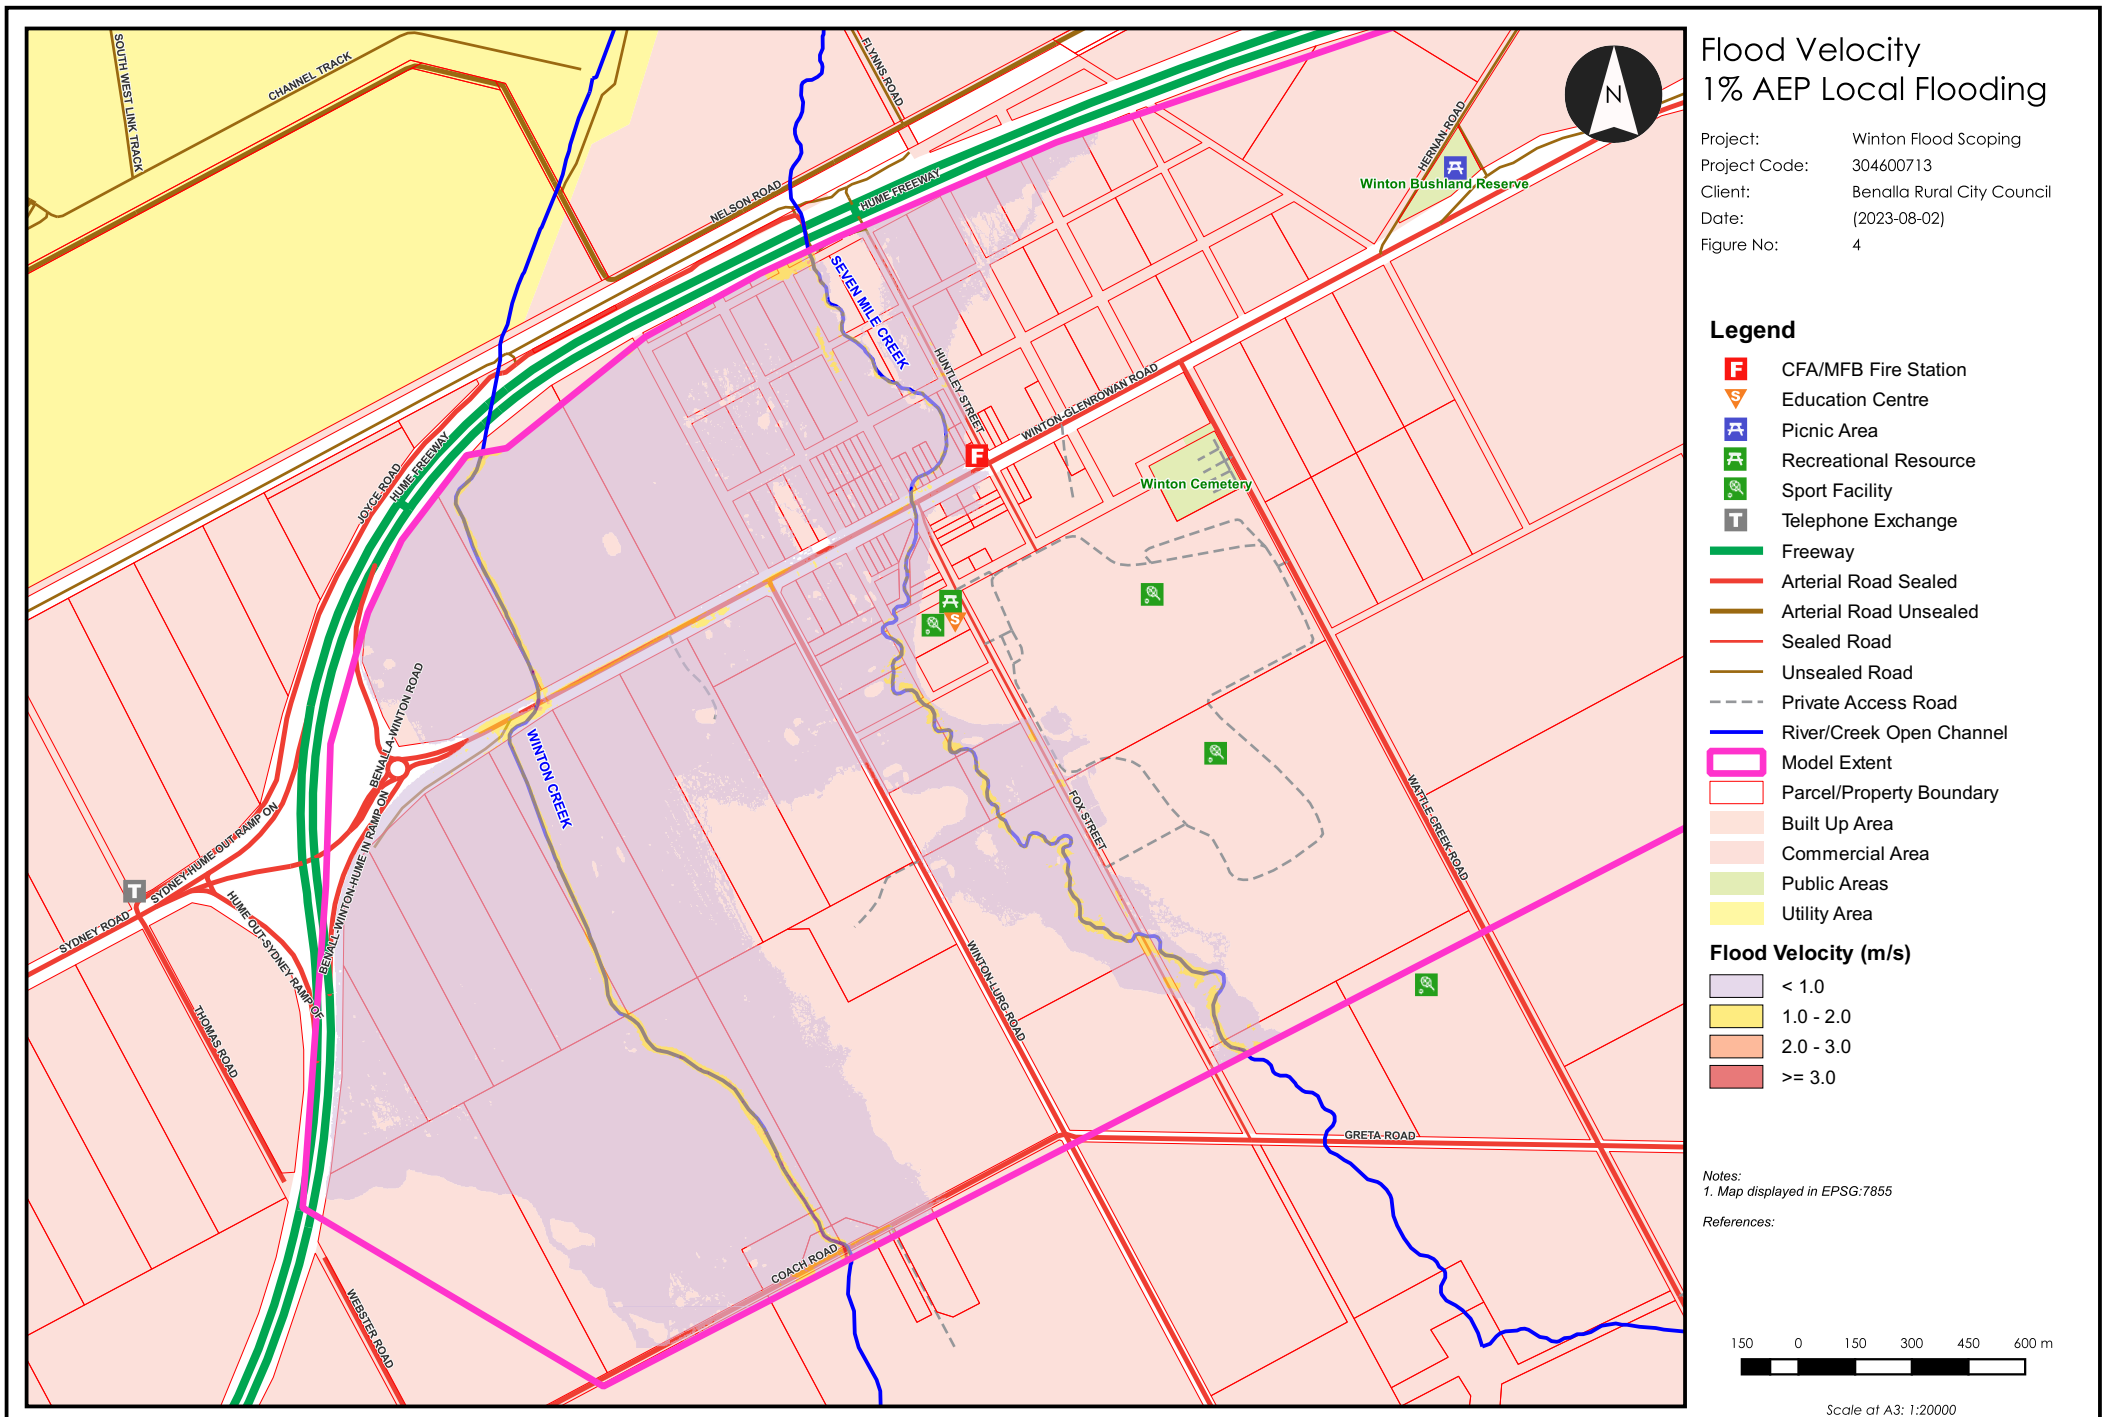 Flood Velocity
1% AEP Local Flooding
Project: Winton Flood Scoping
Project Code: 304600713
Client: Benalla Rural City Council
Date: (2023-08-02)
Figure No: 4
Legend
F CFA/MFB Fire Station
S Education Centre
Picnic Area
Recreational Resource
Sport Facility
T Telephone Exchange
Freeway
Arterial Road Sealed
Arterial Road Unsealed
Sealed Road
Unsealed Road
Private Access Road
River/Creek Open Channel
Model Extent
Parcel/Property Boundary
Built Up Area
Commercial Area
Public Areas
Utility Area
Flood Velocity (m/s)
< 1.0
1.0 - 2.0
2.0 - 3.0
>= 3.0
Notes:
1. Map displayed in EPSG:7855
References:
150 0 150 300 450 600 m
Scale at A3: 1:20000
N
SOUTH WEST LINK TRACK
CHANNEL TRACK
FLYNNS ROAD
NELSON ROAD
HUME FREEWAY
HERNAN ROAD
Winton Bushland Reserve
SEVEN MILE CREEK
HUNTLEY STREET
WINTON-GLENROWAN ROAD
F
Winton Cemetery
JOYCE ROAD
HUME FREEWAY
S
BENALLA-WINTON ROAD
WINTON CREEK
FOX STREET
WATTLE CREEK ROAD
SYDNEY-HUME OUT RAMP ON
T
SYDNEY ROAD
HUME OUT-SYDNEY RAMP OF
BENALL-WINTON-HUME IN RAMP ON
WINTON-LURG ROAD
THOMAS ROAD
GRETA ROAD
COACH ROAD
WEBSTER ROAD